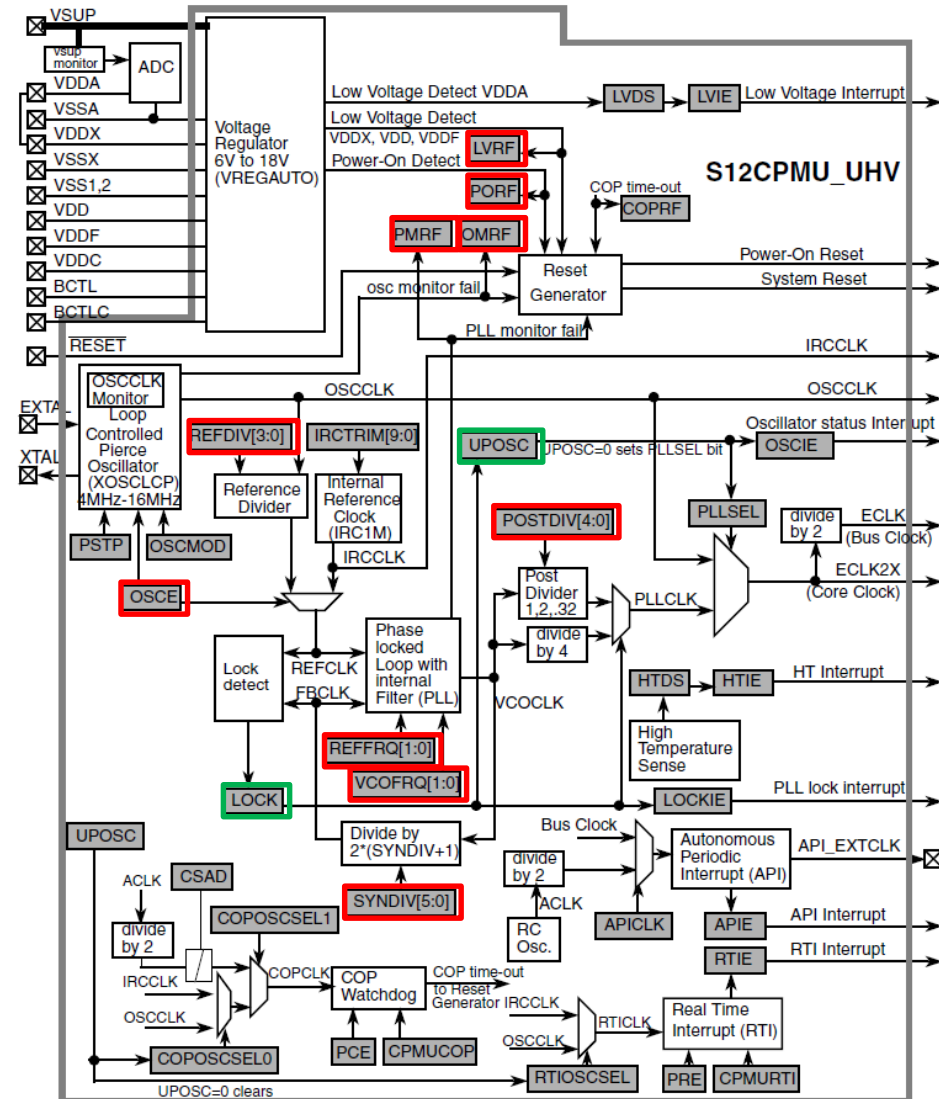 VSUP
vsup
monitor
ADC
VDDA
VSSA
VDDX
VSSX
VSS1,2
VDD
VDDF
VDDC
BCTL
BCTLC
RESET
Voltage
Regulator
6V to 18V
(VREGAUTO)
Low Voltage Detect VDDA
LVDS
LVIE
Low Voltage Interrupt
Low Voltage Detect
VDDX, VDD, VDDF
LVRF
Power-On Detect
PORF
S12CPMU_UHV
COP time-out
COPRF
PMRF
OMRF
Reset
Generator
Power-On Reset
System Reset
osc monitor fail
PLL monitor fail
IRCCLK
OSCCLK
Monitor
EXTAL
XTAL
Loop
Controlled
Pierce
Oscillator
(XOSCLCP)
4MHz-16MHz
OSCCLK
OSCCLK
REFDIV[3:0]
IRCTRIM[9:0]
UPOSC
UPOSC=0 sets PLLSEL bit
Oscillator status Interrupt
OSCIE
Reference
Divider
Internal
Reference
Clock
(IRC1M)
POSTDIV[4:0]
PLLSEL
divide
by 2
ECLK
(Bus Clock)
ECLK2X
(Core Clock)
PSTP
OSCMOD
IRCCLK
OSCE
Post
Divider
1,2,.32
PLLCLK
divide
by 4
Lock
detect
REFCLK
FBCLK
Phase
locked
Loop with
internal
Filter (PLL)
VCOCLK
HTDS
HTIE
HT Interrupt
High
Temperature
Sense
REFFRQ[1:0]
VCOFRQ[1:0]
LOCK
LOCKIE
PLL lock interrupt
UPOSC
Divide by
2*(SYNDIV+1)
SYNDIV[5:0]
Bus Clock
divide
by 2
ACLK
RC
Osc.
APICLK
Autonomous
Periodic
Interrupt (API)
API_EXTCLK
APIE
API Interrupt
RTIE
RTI Interrupt
ACLK
CSAD
divide
by 2
COPOSCSEL1
IRCCLK
OSCCLK
COPCLK
COP
Watchdog
COP time-out
to Reset
Generator
IRCCLK
OSCCLK
RTICLK
Real Time
Interrupt (RTI)
COPOSCSEL0
PCE
CPMUCOP
RTIOSCSEL
PRE
CPMURTI
UPOSC=0 clears